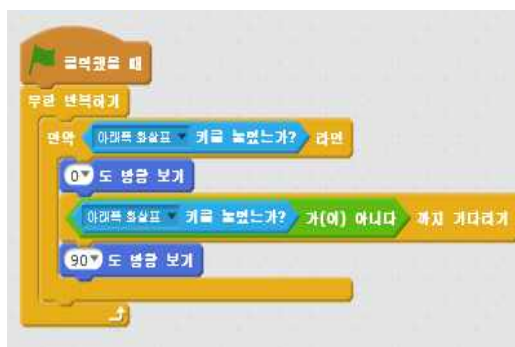 클릭했을 때
무한 반복하기
만약 아래쪽 화살표 키를 눌렀는가? 라면
0 도 방향 보기
아래쪽 화살표 키를 눌렀는가? 가(이) 아니다 까지 기다리기
90 도 방향 보기